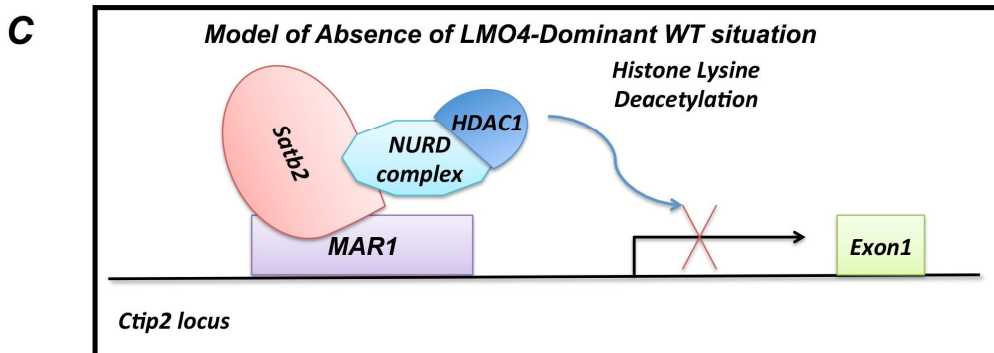 C
Model of Absence of LMO4-Dominant WT situation
Histone Lysine
Deacetylation
Satb2
NURD
complex
HDAC1
MAR1
Exon1
Ctip2 locus